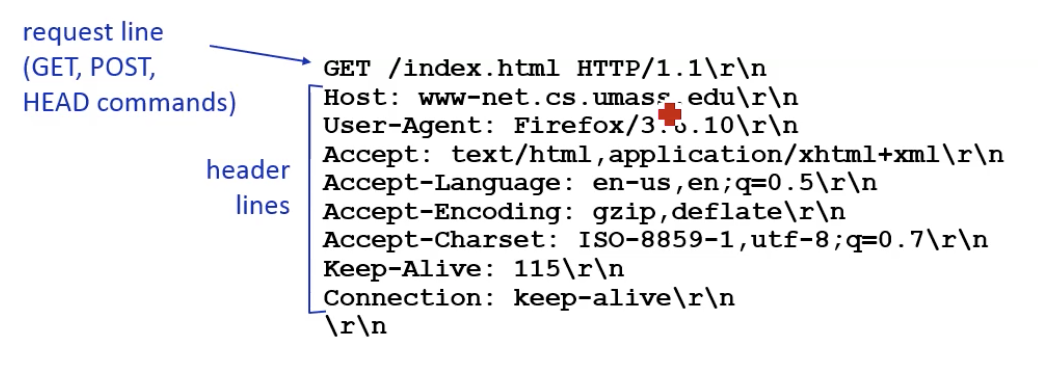 request line
(GET, POST,
HEAD commands)
header
lines
GET /index.html HTTP/1.1\r\n
Host: www-net.cs.umass.edu\r\n
User-Agent: Firefox/3.6.10\r\n
Accept: text/html,application/xhtml+xml\r\n
Accept-Language: en-us,en;q=0.5\r\n
Accept-Encoding: gzip,deflate\r\n
Accept-Charset: ISO-8859-1,utf-8;q=0.7\r\n
Keep-Alive: 115\r\n
Connection: keep-alive\r\n
\r\n